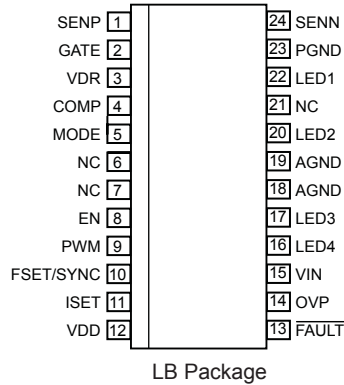 SENP 1 24 SENN
GATE 2 23 PGND
VDR 3 22 LED1
COMP 4 21 NC
MODE 5 20 LED2
NC 6 19 AGND
NC 7 18 AGND
EN 8 17 LED3
PWM 9 16 LED4
FSET/SYNC 10 15 VIN
ISET 11 14 OVP
VDD 12 13 FAULT
LB Package